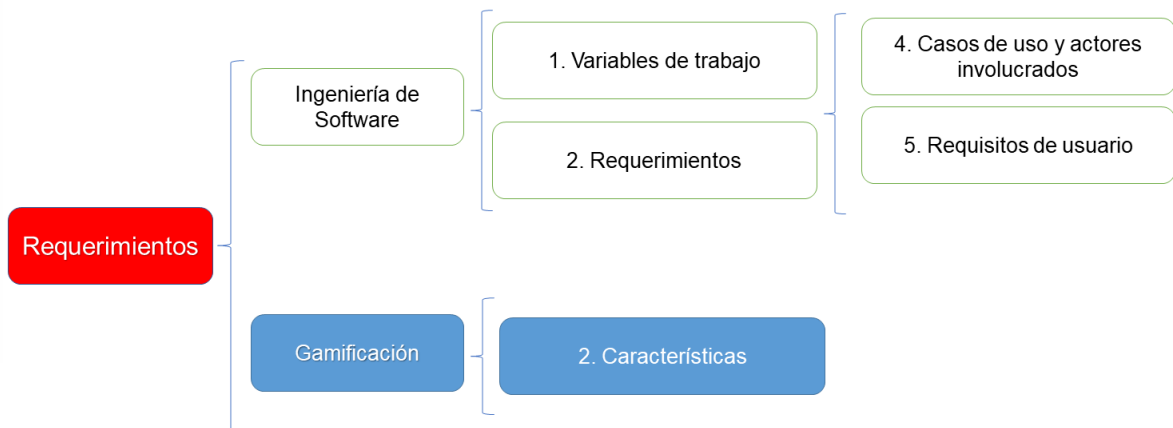 Requerimientos
Ingeniería de
Software
1. Variables de trabajo
2. Requerimientos
4. Casos de uso y actores
involucrados
5. Requisitos de usuario
Gamificación
2. Característícas